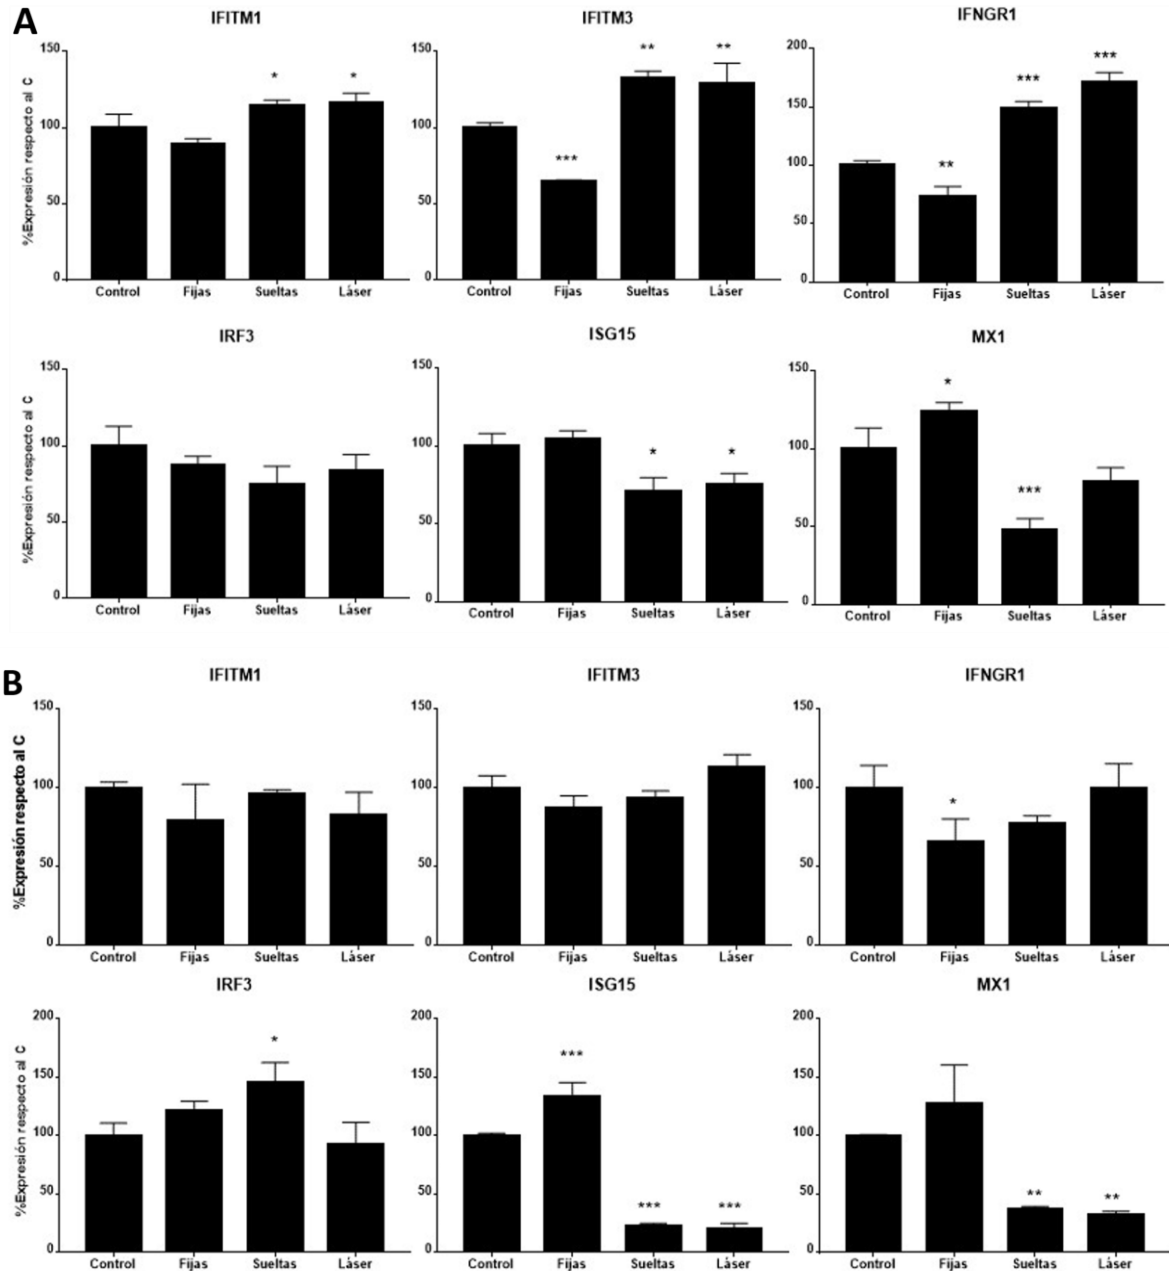 A
IFITM1
%Expresión respecto al C
150
100
50
0
*
*
Control Fijas Sueltas Láser
IFITM3
150
100
50
0
***
**
**
Control Fijas Sueltas Láser
IFNGR1
200
150
100
50
0
**
***
***
Control Fijas Sueltas Láser
IRF3
%Expresión respecto al C
150
100
50
0
Control Fijas Sueltas Láser
ISG15
150
100
50
0
*
*
Control Fijas Sueltas Láser
MX1
150
100
50
0
*
***
Control Fijas Sueltas Láser
B
IFITM1
%Expresión respecto al C
150
100
50
0
Control Fijas Sueltas Láser
IFITM3
150
100
50
0
Control Fijas Sueltas Láser
IFNGR1
150
100
50
0
*
Control Fijas Sueltas Láser
IRF3
%Expresión respecto al C
200
150
100
50
0
*
Control Fijas Sueltas Láser
ISG15
200
150
100
50
0
***
***
***
Control Fijas Sueltas Láser
MX1
200
150
100
50
0
**
**
Control Fijas Sueltas Láser